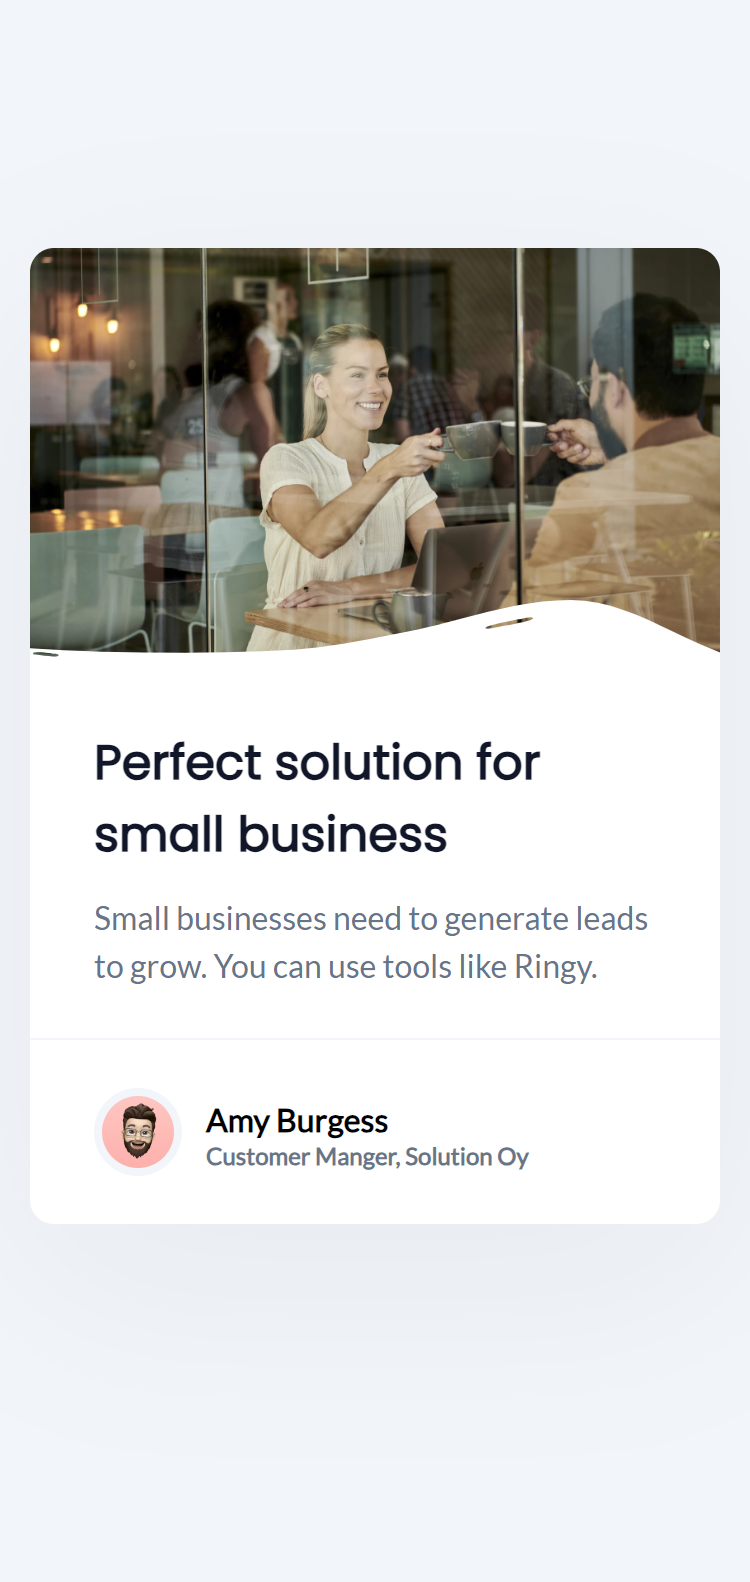 25
Perfect solution for
small business
Small businesses need to generate leads
to grow. You can use tools like Ringy.
Amy Burgess
Customer Manger, Solution Oy